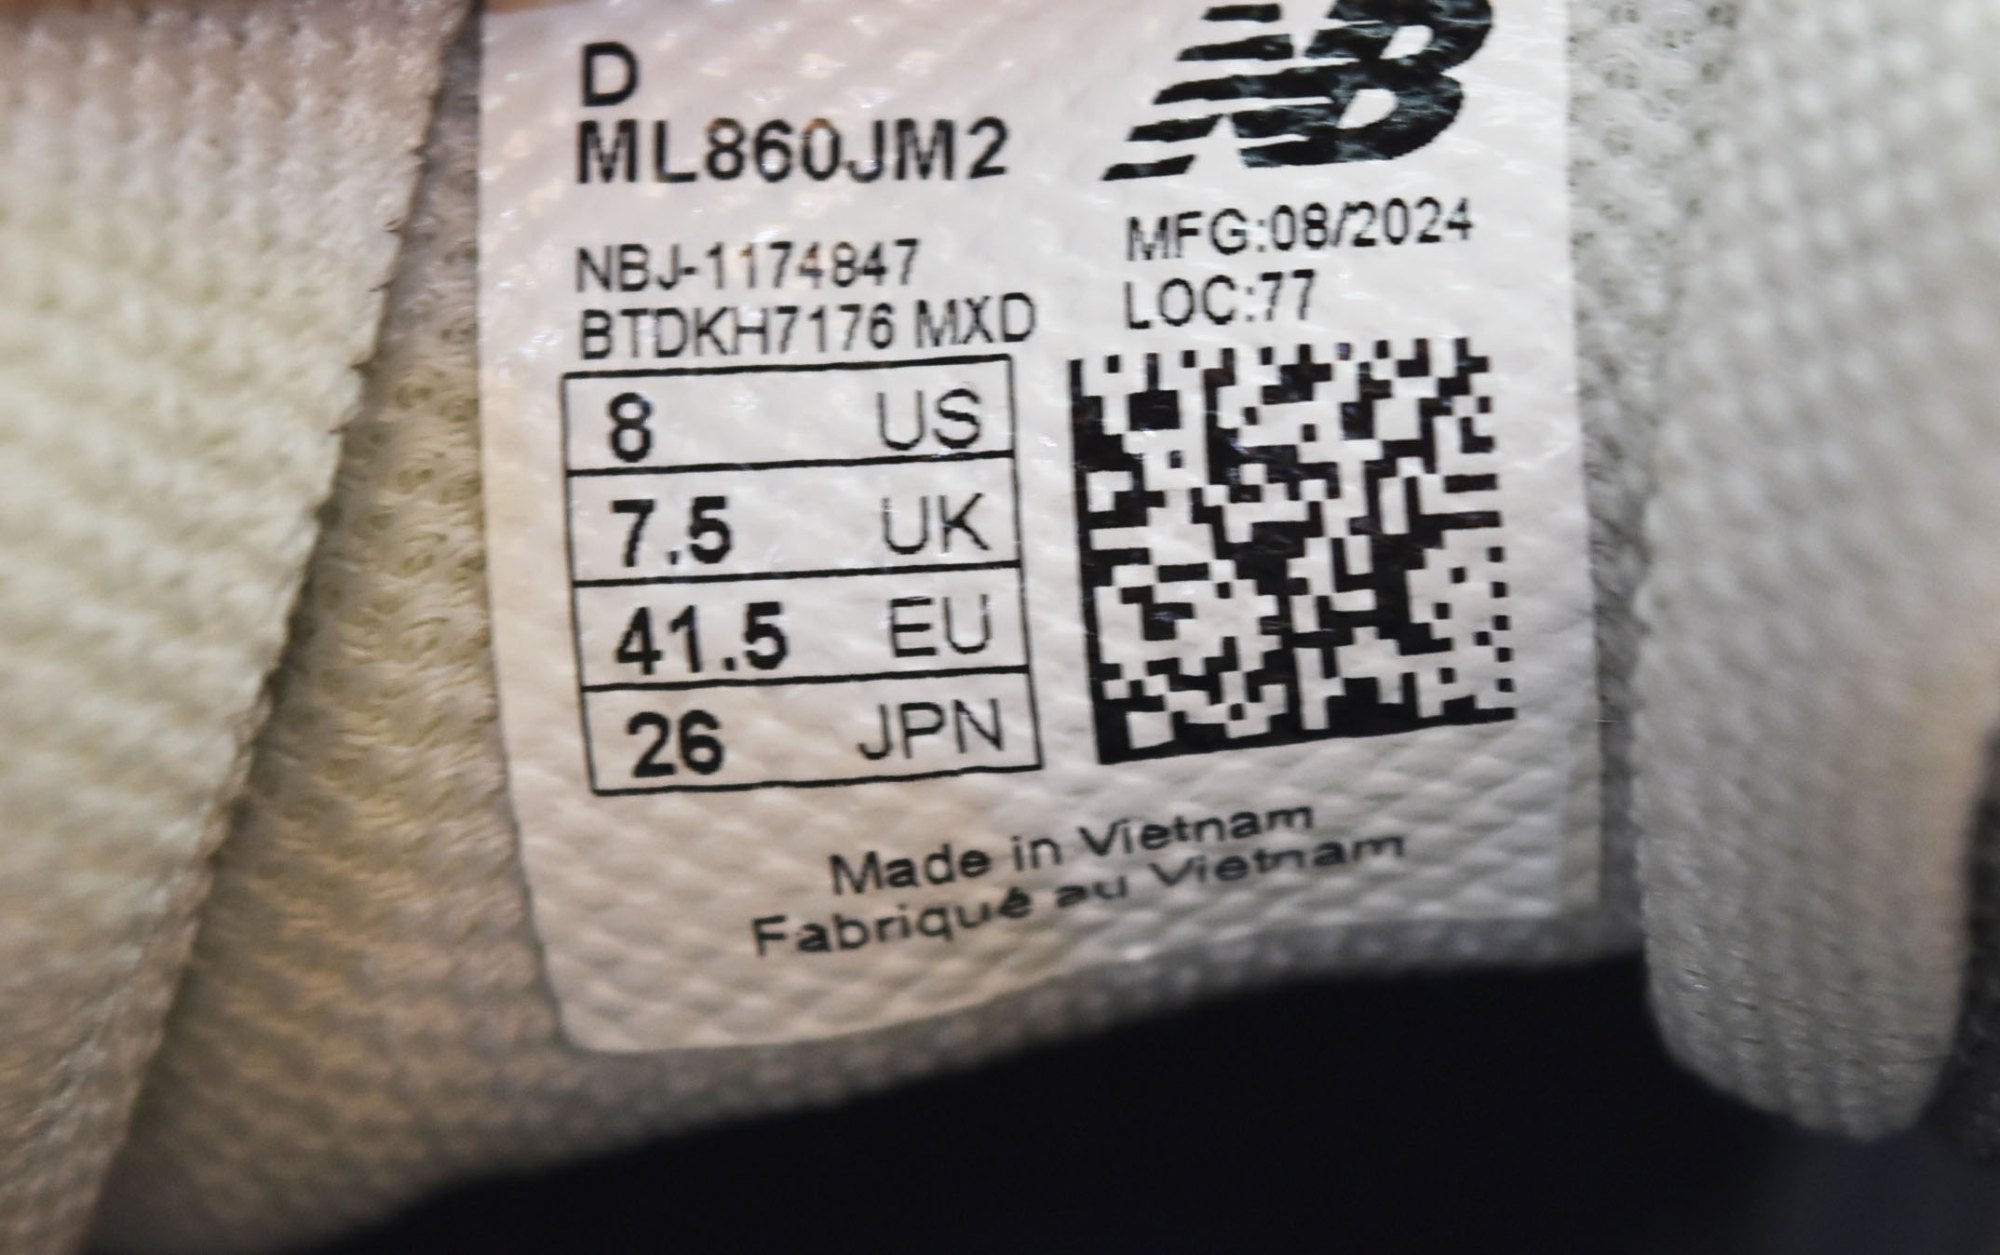 D
ML860JM2
NB
NBJ-1174847
BTDKH7176 MXD
MFG:08/2024
LOC:77
8 US
7.5 UK
41.5 EU
26 JPN
Made in Vietnam
Fabriqué au Vietnam